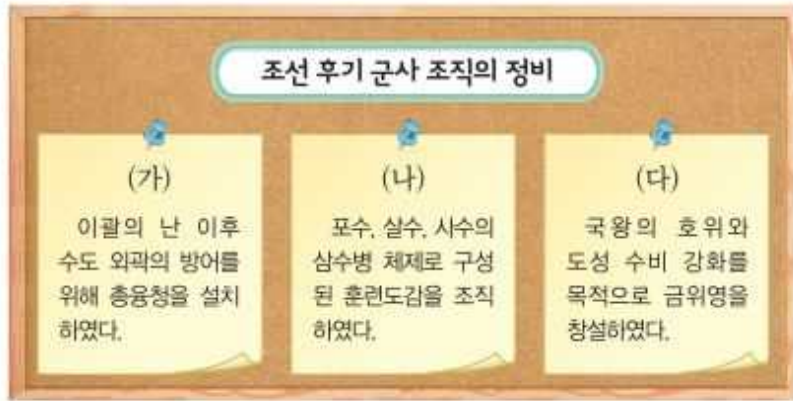 조선 후기 군사 조직의 정비
(가)
이괄의 난 이후
수도 외곽의 방어를
위해 총융청을 설치
하였다.
(나)
포수, 살수, 사수의
삼수병 체제로 구성
된 훈련도감을 조직
하였다.
(다)
국왕의 호위와
도성 수비 강화를
목적으로 금위영을
창설하였다.